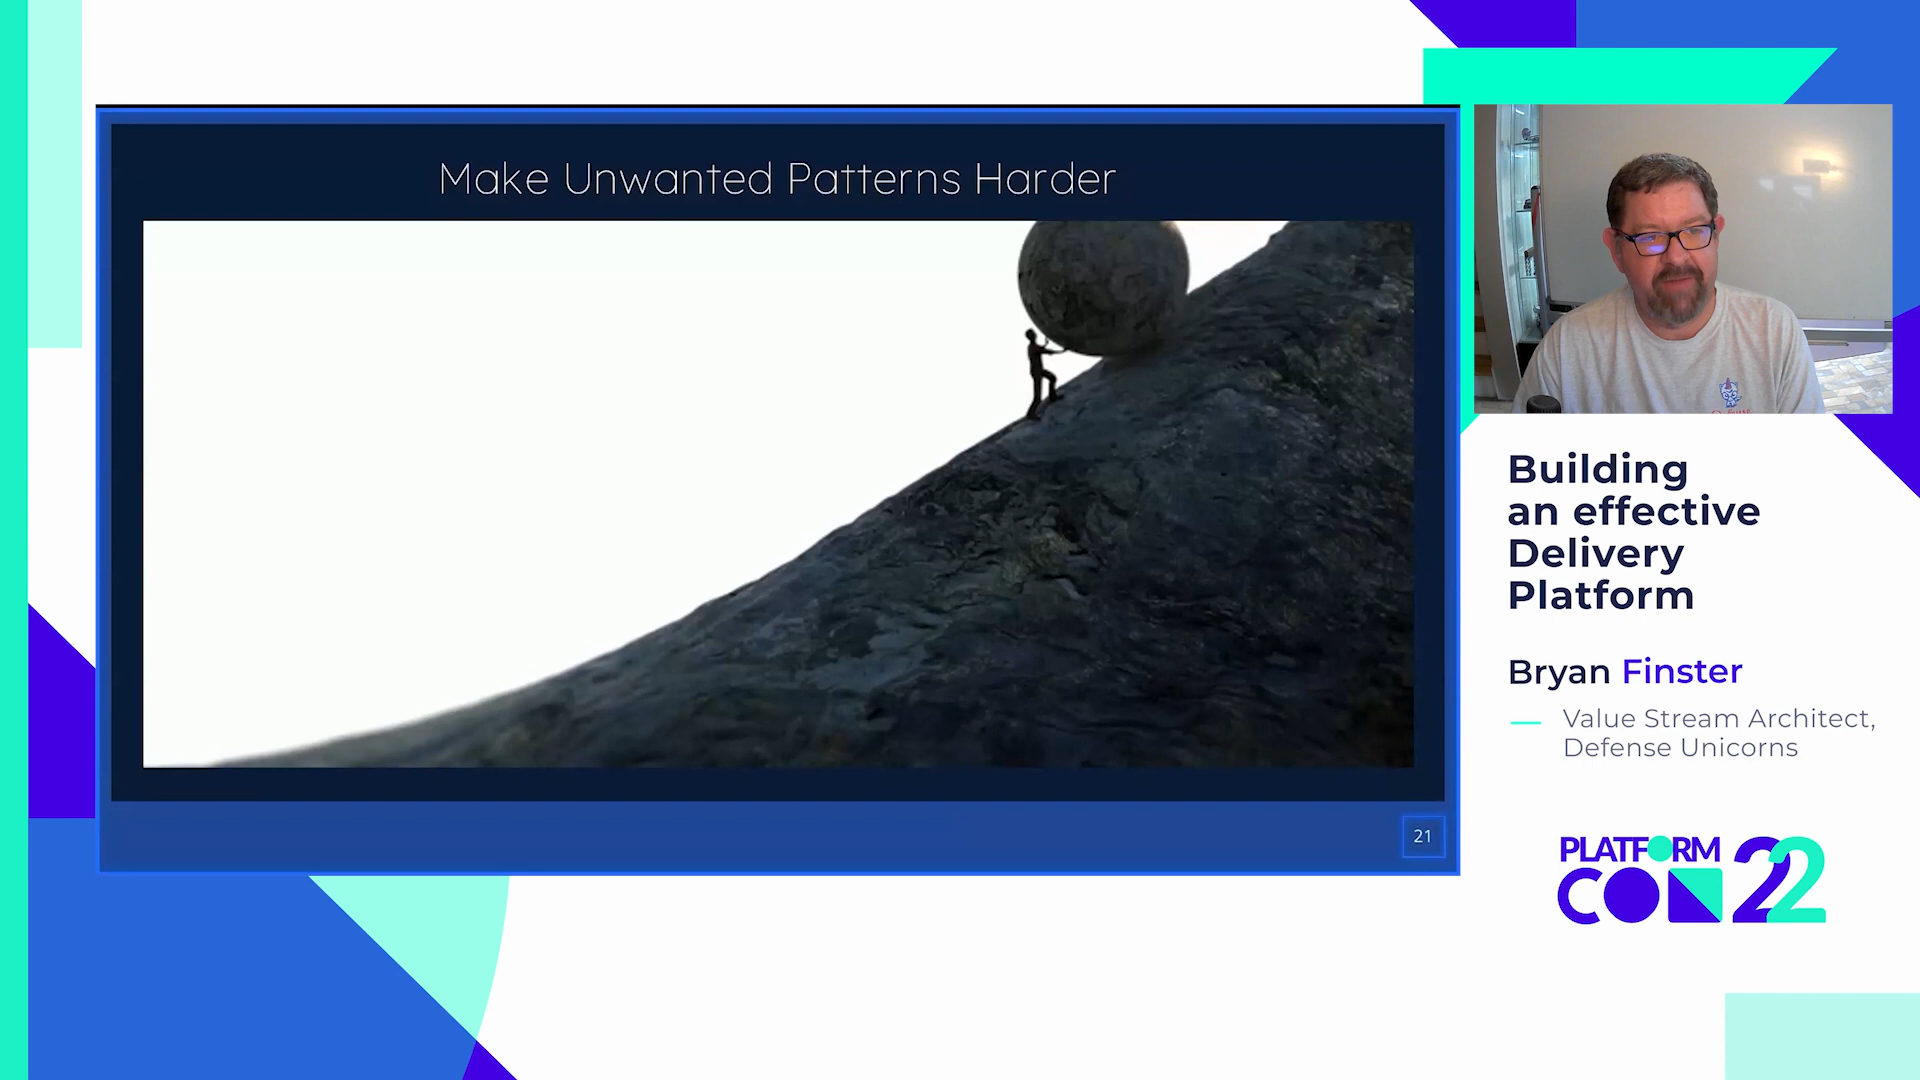 Make Unwanted Patterns Harder
21
Building
an effective
Delivery
Platform
Bryan Finster
Value Stream Architect,
Defense Unicorns
PLATFORM
CON 22